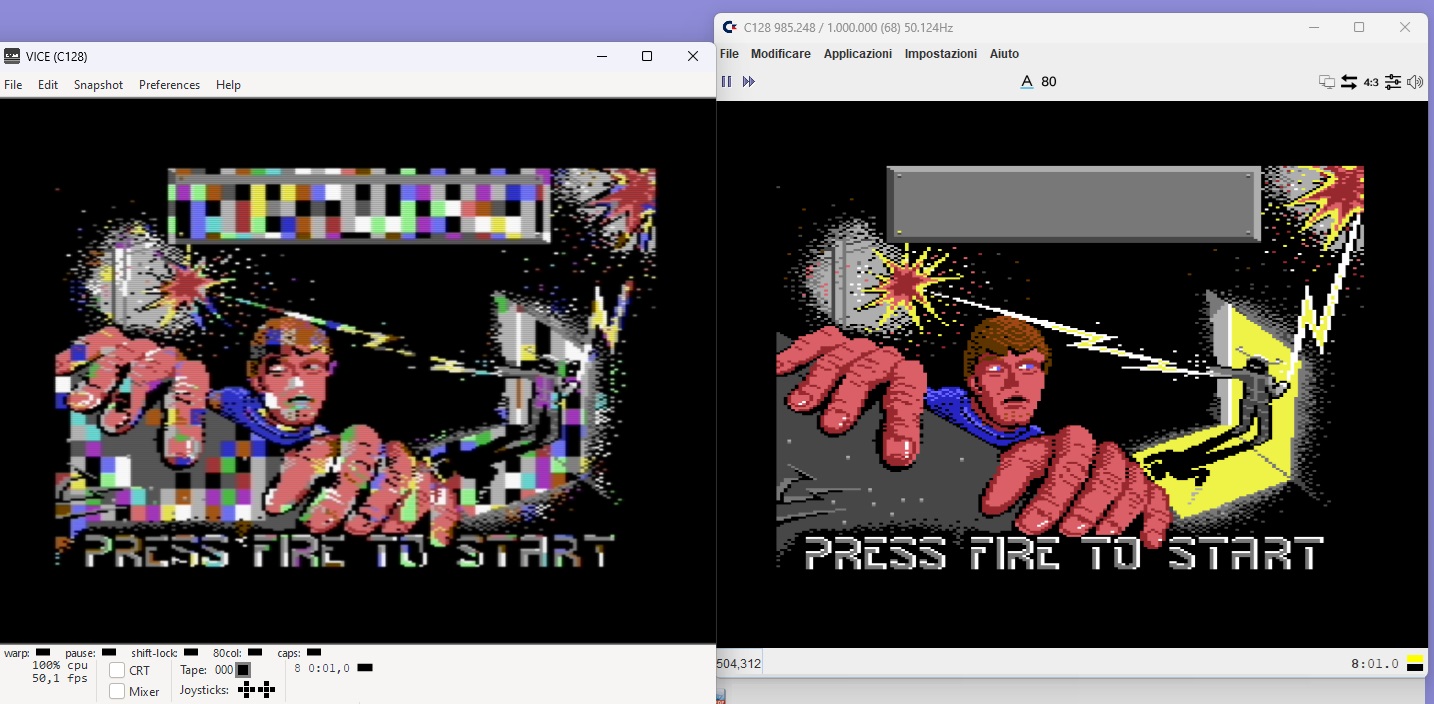 VICE (C128)
File Edit Snapshot Preferences Help
PRESS FIRE TO START
warp: pause: shift-lock: 80col: caps:
100% cpu
50,1 fps
CRT
Mixer
Tape: 000
Joysticks:
8 0:01,0
C128 985.248 / 1.000.000 (68) 50.124Hz
File Modificare Applicazioni Impostazioni Aiuto
A 80
4:3
PRESS FIRE TO START
504,312
8:01.0